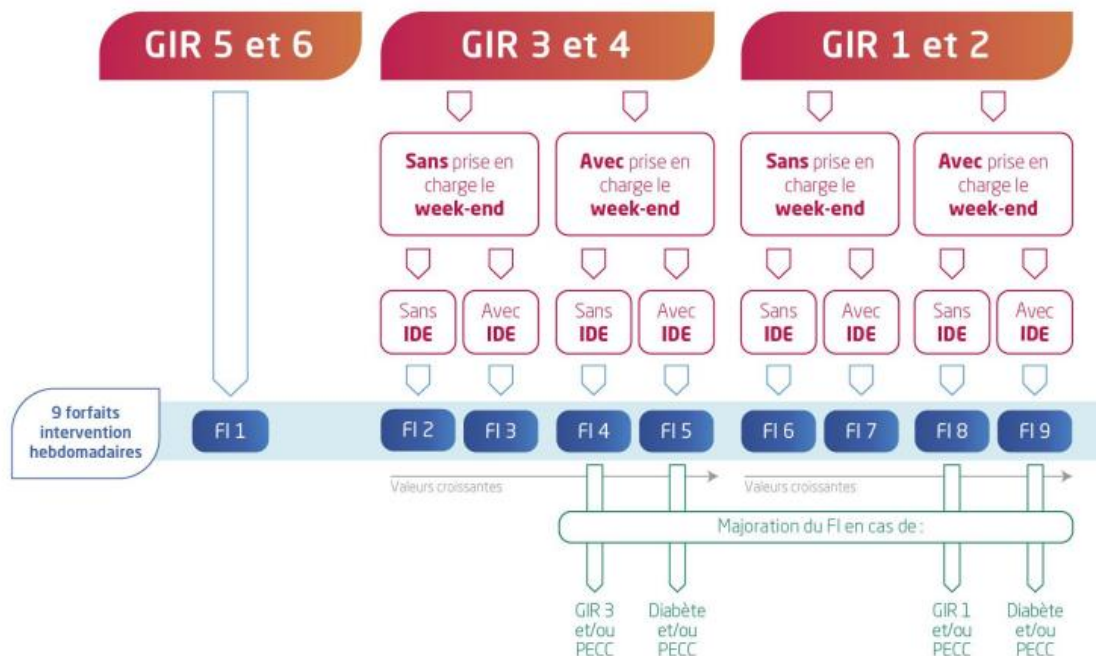 GIR 5 et 6
GIR 3 et 4
GIR 1 et 2
Sans prise en
charge le
week-end
Avec prise en
charge le
week-end
Sans prise en
charge le
week-end
Avec prise en
charge le
week-end
Sans
IDE
Avec
IDE
Sans
IDE
Avec
IDE
Sans
IDE
Avec
IDE
Sans
IDE
Avec
IDE
9 forfaits
intervention
hebdomadaires
FI 1
FI 2
FI 3
FI 4
FI 5
FI 6
FI 7
FI 8
FI 9
Valeurs croissantes
Valeurs croissantes
Majoration du FI en cas de :
GIR 3
et/ou
PECC
Diabète
et/ou
PECC
GIR 1
et/ou
PECC
Diabète
et/ou
PECC